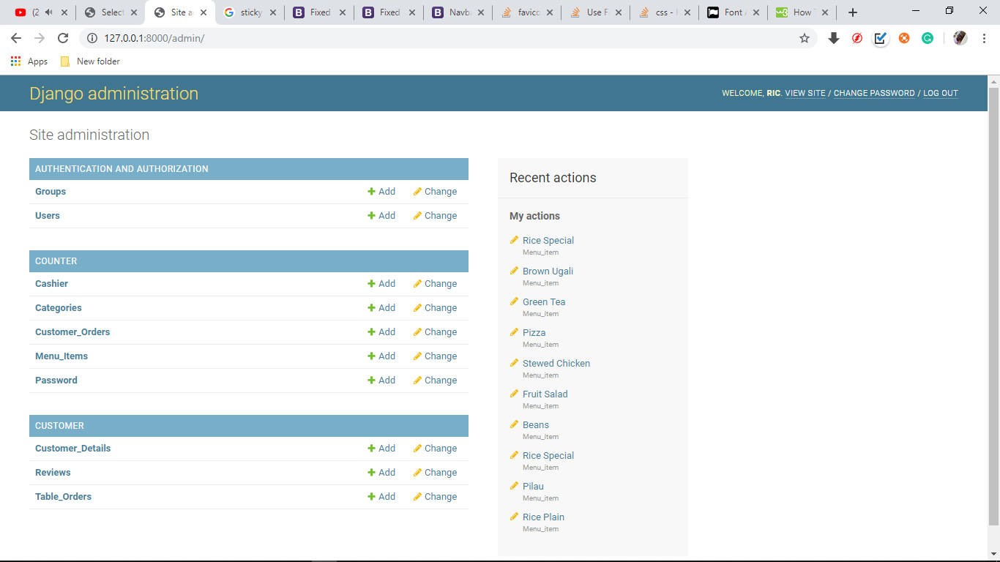 (2
Select
Site a
sticky
Fixed
Fixed
Navb
favico
Use F
css -
Font
How
127.0.0.1:8000/admin/
Apps
New folder
Django administration
WELCOME, RIC. VIEW SITE / CHANGE PASSWORD / LOG OUT
Site administration
AUTHENTICATION AND AUTHORIZATION
Groups Add Change
Users Add Change
COUNTER
Cashier Add Change
Categories Add Change
Customer_Orders Add Change
Menu_Items Add Change
Password Add Change
CUSTOMER
Customer_Details Add Change
Reviews Add Change
Table_Orders Add Change
Recent actions
My actions
Rice Special
Menu_item
Brown Ugali
Menu_item
Green Tea
Menu_item
Pizza
Menu_item
Stewed Chicken
Menu_item
Fruit Salad
Menu_item
Beans
Menu_item
Rice Special
Menu_item
Pilau
Menu_item
Rice Plain
Menu_item